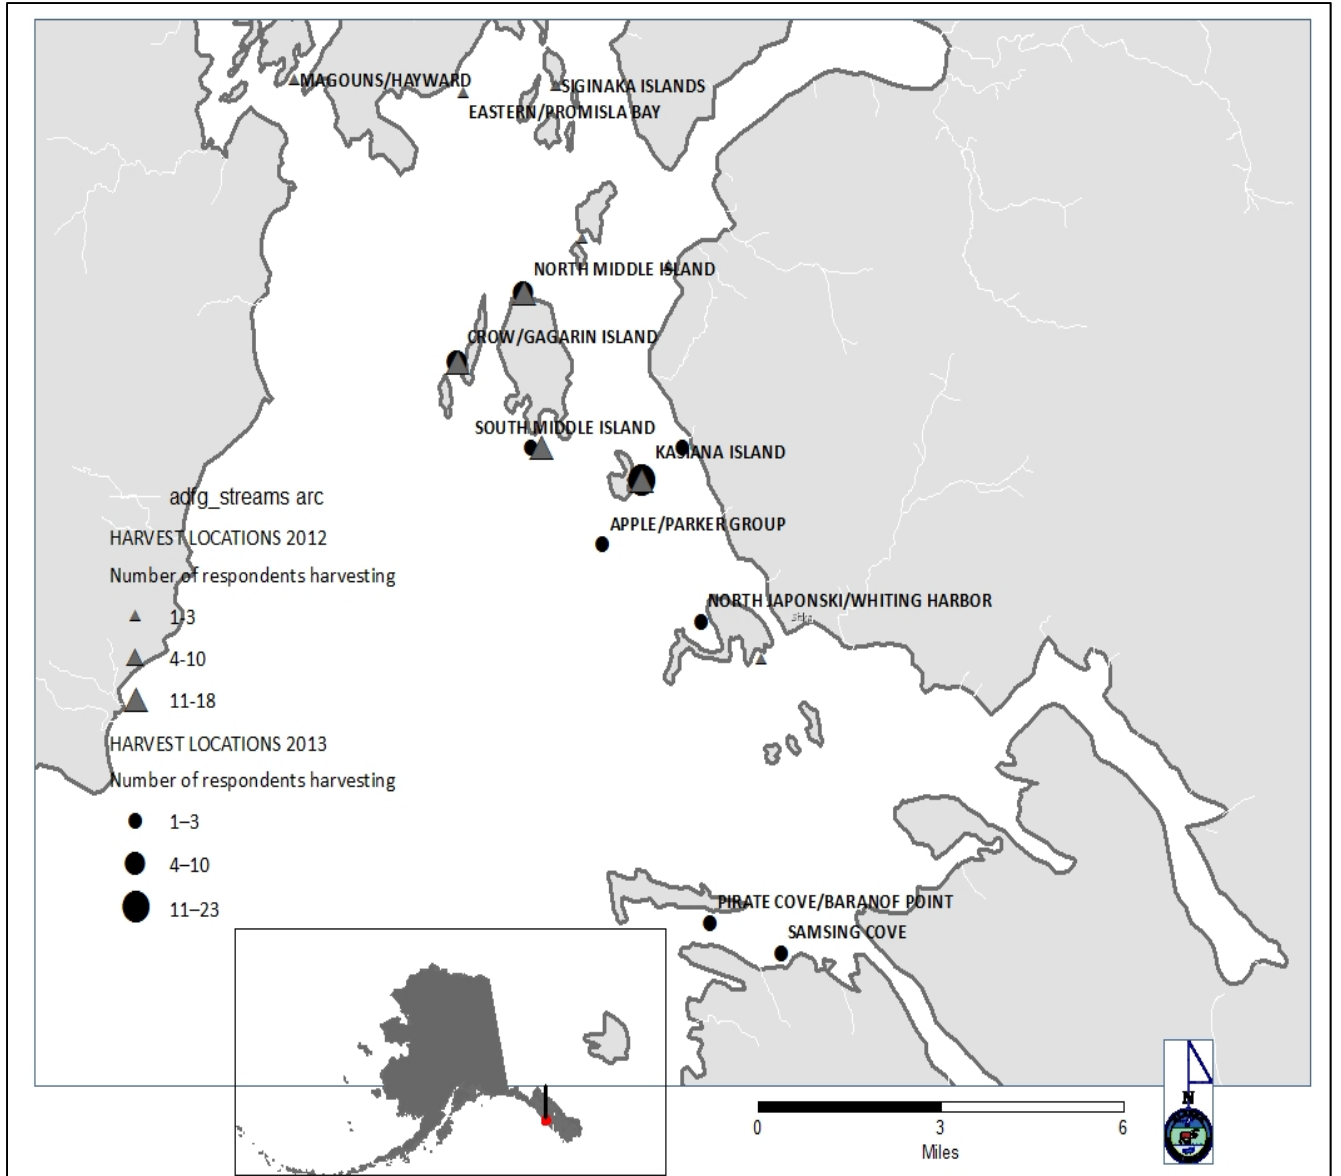 MAGOUNS/HAYWARD
SIGINAKA ISLANDS
EASTERN/PROMISLA BAY
NORTH MIDDLE ISLAND
CROW/GAGARIN ISLAND
SOUTH MIDDLE ISLAND
KASIANA ISLAND
APPLE/PARKER GROUP
NORTH JAPONSKI/WHITING HARBOR
sitka
adfg_streams arc
HARVEST LOCATIONS 2012
Number of respondents harvesting
1-3
4-10
11-18
HARVEST LOCATIONS 2013
Number of respondents harvesting
1–3
4–10
11–23
PIRATE COVE/BARANOF POINT
SAMSING COVE
0 3 6
Miles
N